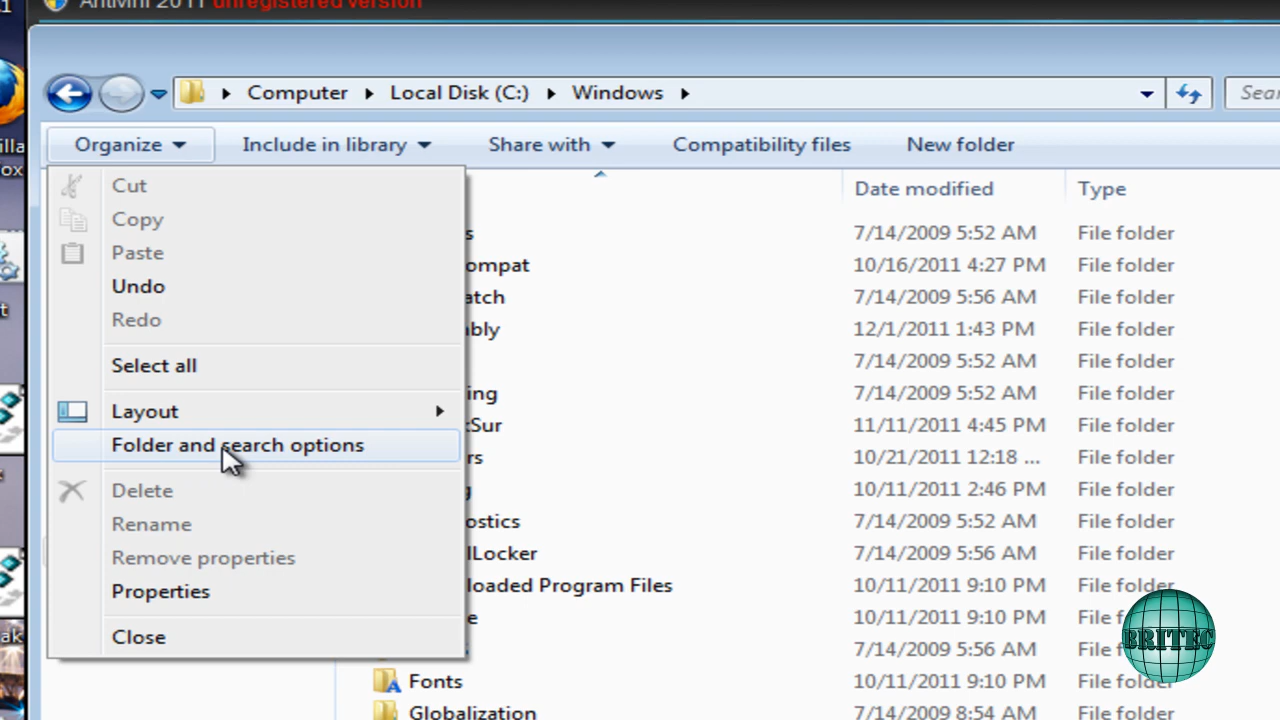 Antivirii 2011 unregistered version
Computer Local Disk (C:) Windows
Sear
Organize Include in library Share with Compatibility files New folder
Cut
Copy
Paste
Undo
Redo
Select all
Layout
Folder and search options
Delete
Rename
Remove properties
Properties
Close
Date modified Type
s 7/14/2009 5:52 AM File folder
ompat 10/16/2011 4:27 PM File folder
atch 7/14/2009 5:56 AM File folder
bly 12/1/2011 1:43 PM File folder
7/14/2009 5:52 AM File folder
ing 7/14/2009 5:52 AM File folder
Sur 11/11/2011 4:45 PM File folder
rs 10/21/2011 12:18 ... File folder
g 10/11/2011 2:46 PM File folder
ostics 7/14/2009 5:52 AM File folder
lLocker 7/14/2009 5:56 AM File folder
loaded Program Files 10/11/2011 9:10 PM File folder
e 10/11/2011 9:10 PM File folder
7/14/2009 5:52 AM File folder
Fonts 10/11/2011 9:10 PM File folder
Globalization 7/14/2009 8:54 AM File folder
illa
ox
t
ak
BRITEC